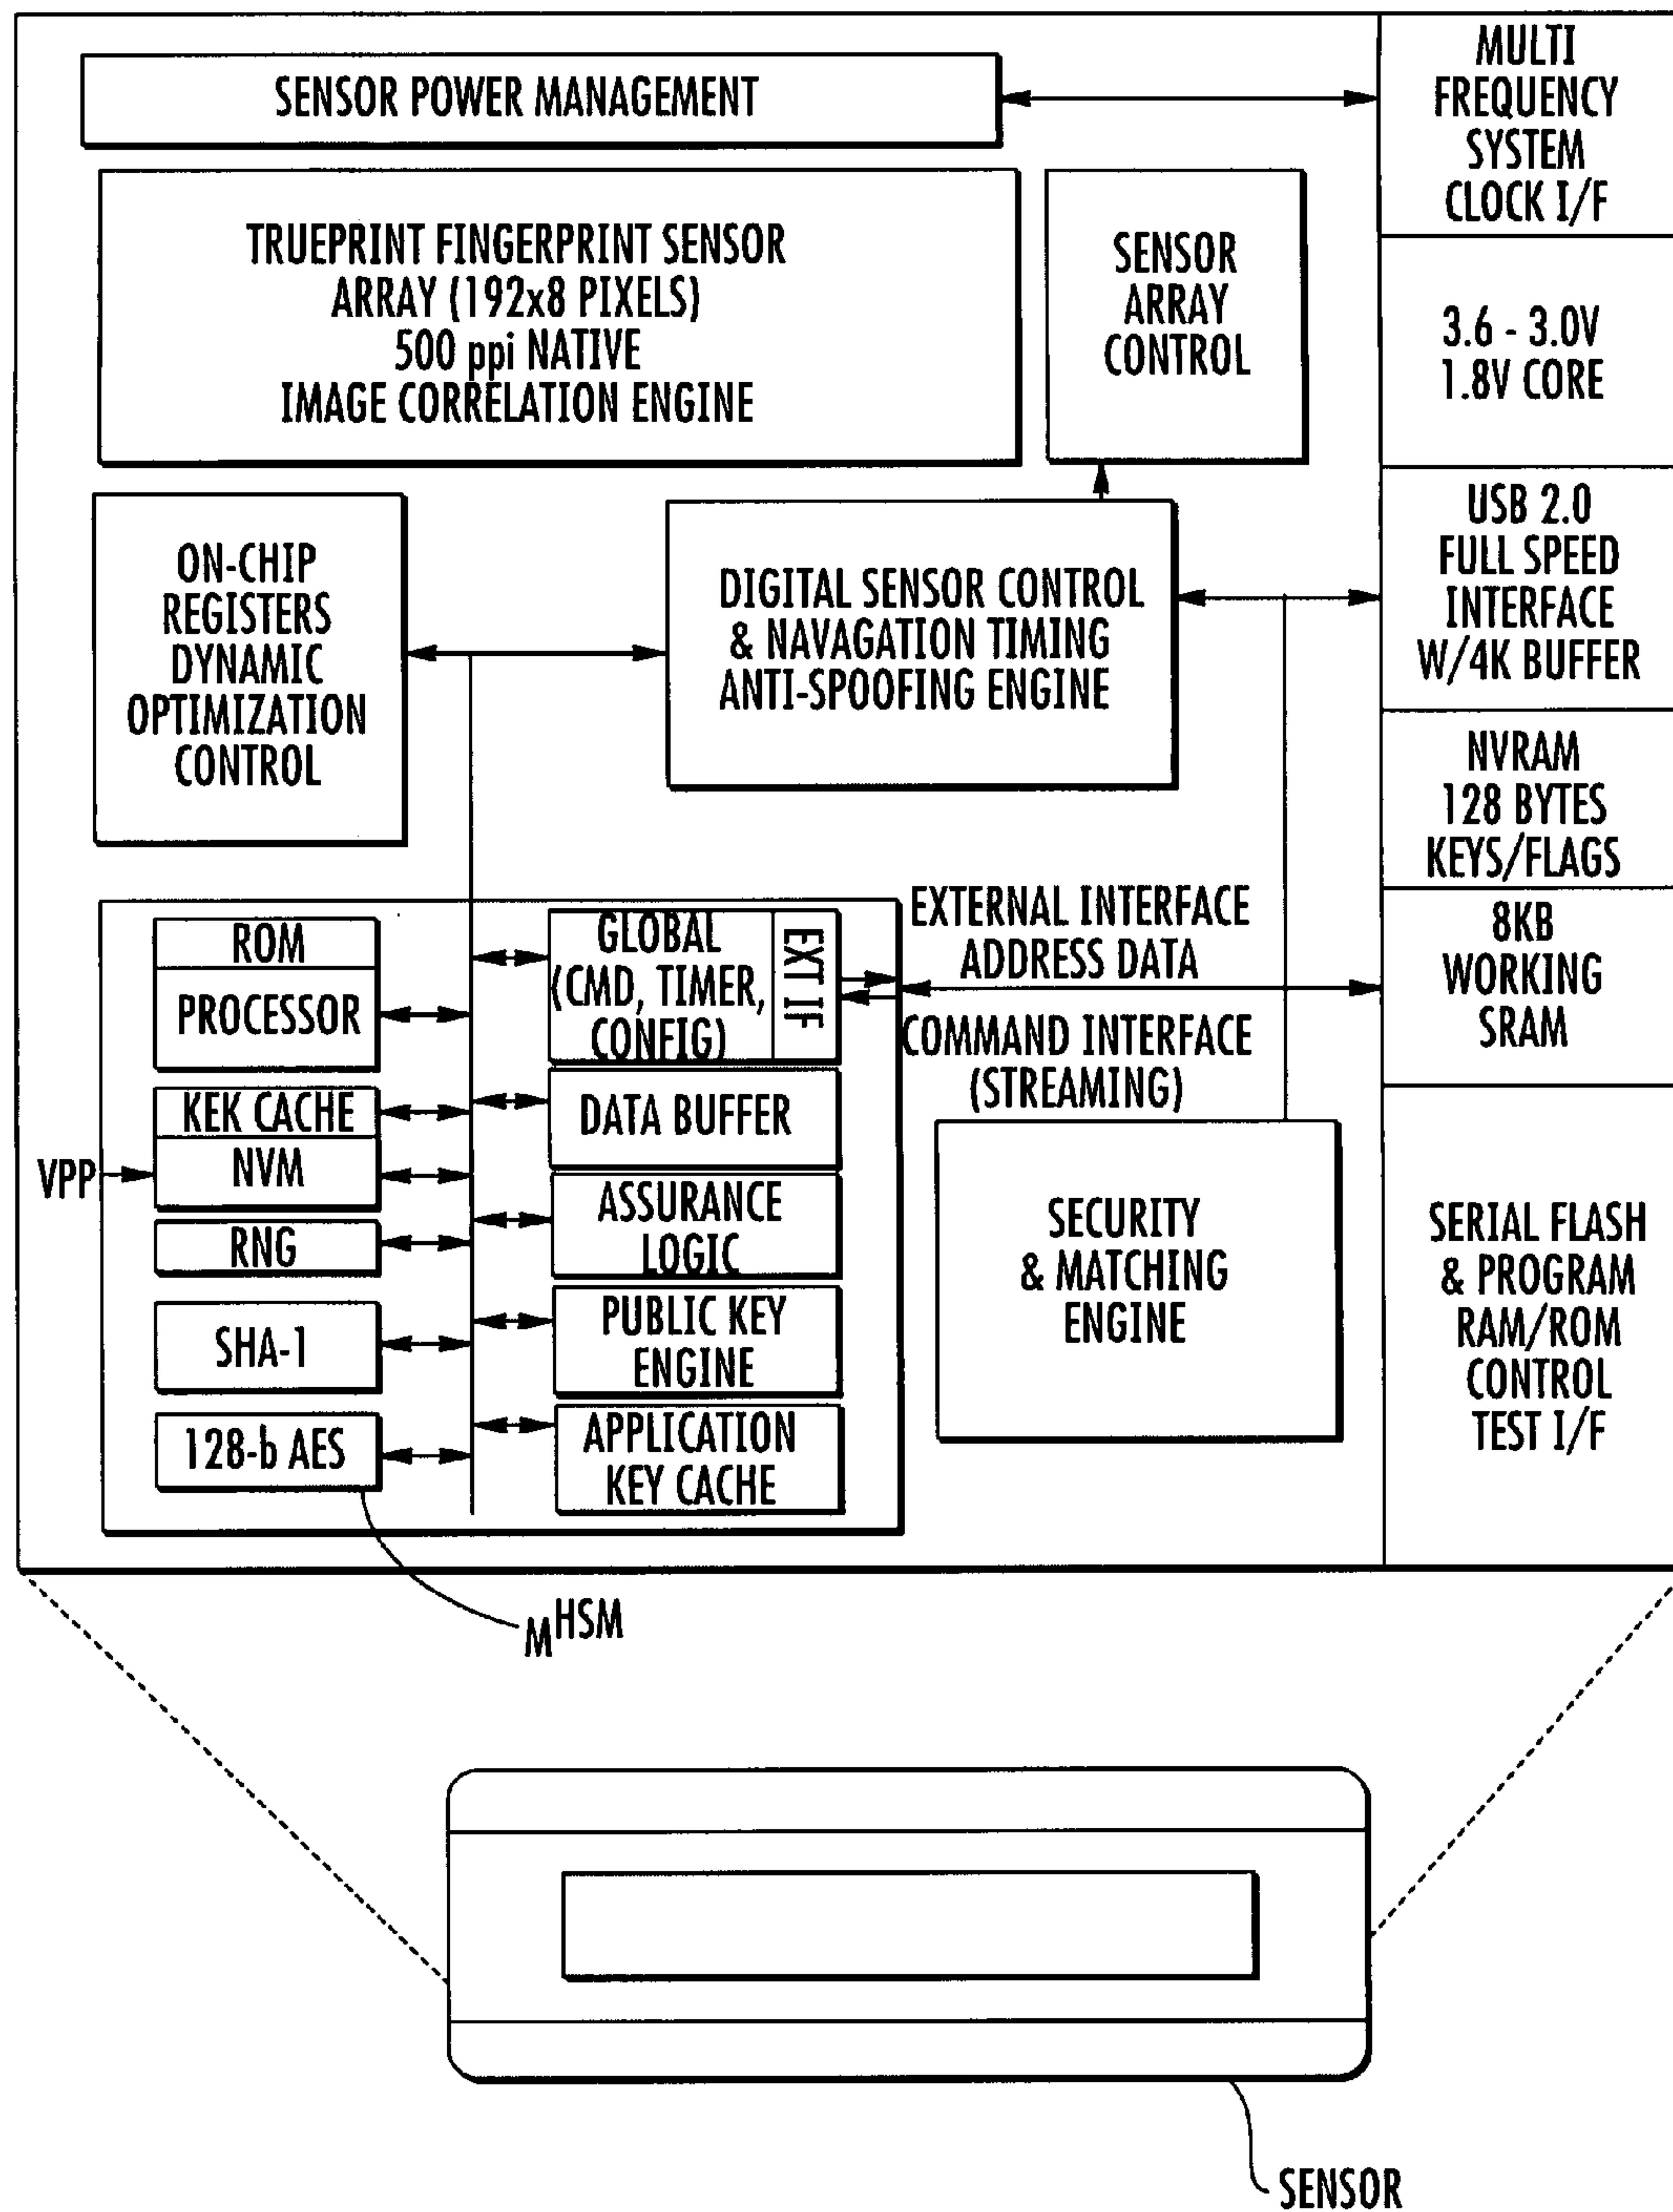 SENSOR POWER MANAGEMENT
MULTI
FREQUENCY
SYSTEM
CLOCK I/F
TRUEPRINT FINGERPRINT SENSOR
ARRAY (192x8 PIXELS)
500 ppi NATIVE
IMAGE CORRELATION ENGINE
SENSOR
ARRAY
CONTROL
3.6 - 3.0V
1.8V CORE
ON-CHIP
REGISTERS
DYNAMIC
OPTIMIZATION
CONTROL
DIGITAL SENSOR CONTROL
& NAVAGATION TIMING
ANTI-SPOOFING ENGINE
USB 2.0
FULL SPEED
INTERFACE
W/4K BUFFER
NVRAM
128 BYTES
KEYS/FLAGS
ROM
PROCESSOR
KEK CACHE
NVM
VPP
RNG
SHA-1
128-b AES
GLOBAL
(CMD, TIMER,
CONFIG)
EXT IF
DATA BUFFER
ASSURANCE
LOGIC
PUBLIC KEY
ENGINE
APPLICATION
KEY CACHE
EXTERNAL INTERFACE
ADDRESS DATA
COMMAND INTERFACE
(STREAMING)
SECURITY
& MATCHING
ENGINE
8KB
WORKING
SRAM
SERIAL FLASH
& PROGRAM
RAM/ROM
CONTROL
TEST I/F
MHSM
SENSOR